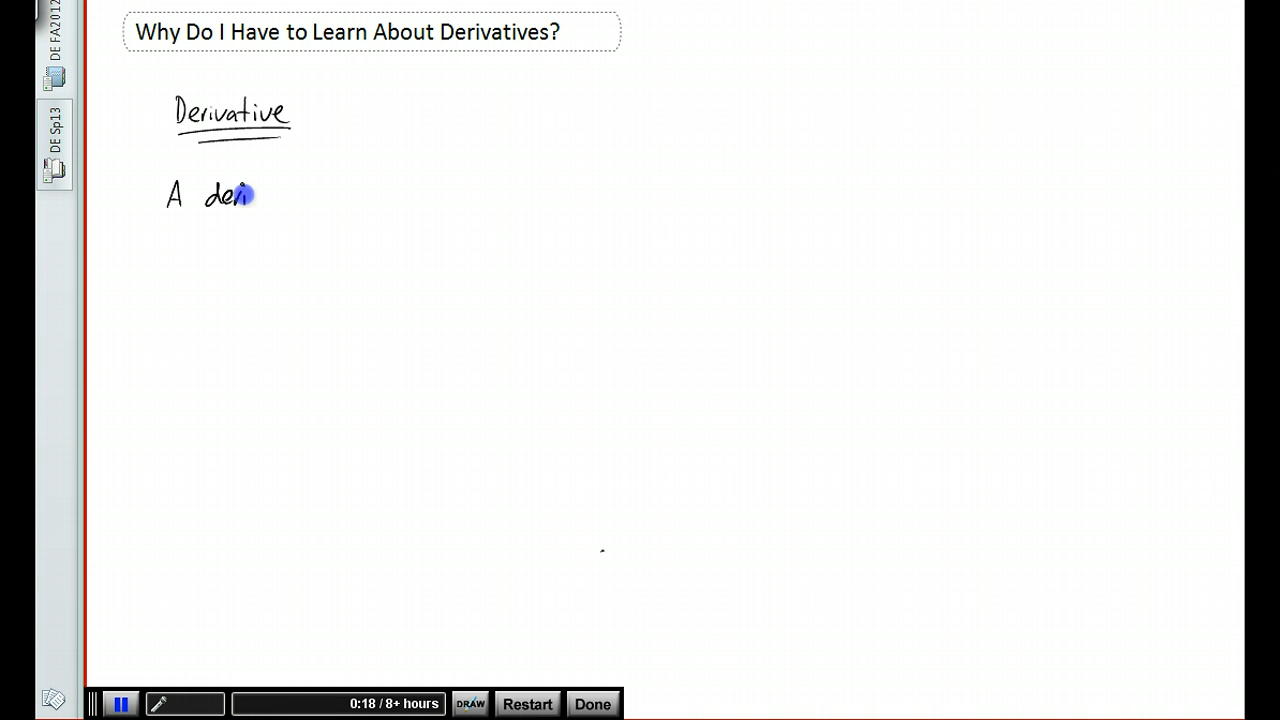 DE FA2012
Why Do I Have to Learn About Derivatives?
Derivative
DE Sp13
A deri
0:18 / 8+ hours
DRAW
Restart
Done